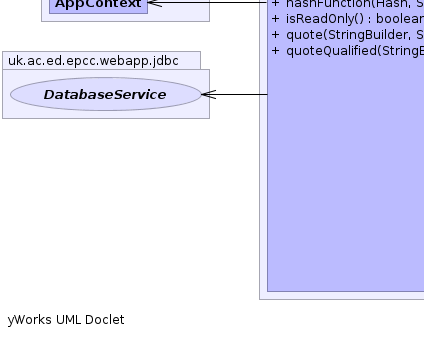 AppContext
+ hashFunction(Hash, S
+ isReadOnly() : boolean
+ quote(StringBuilder, S
+ quoteQualified(StringB
uk.ac.ed.epcc.webapp.jdbc
DatabaseService
yWorks UML Doclet